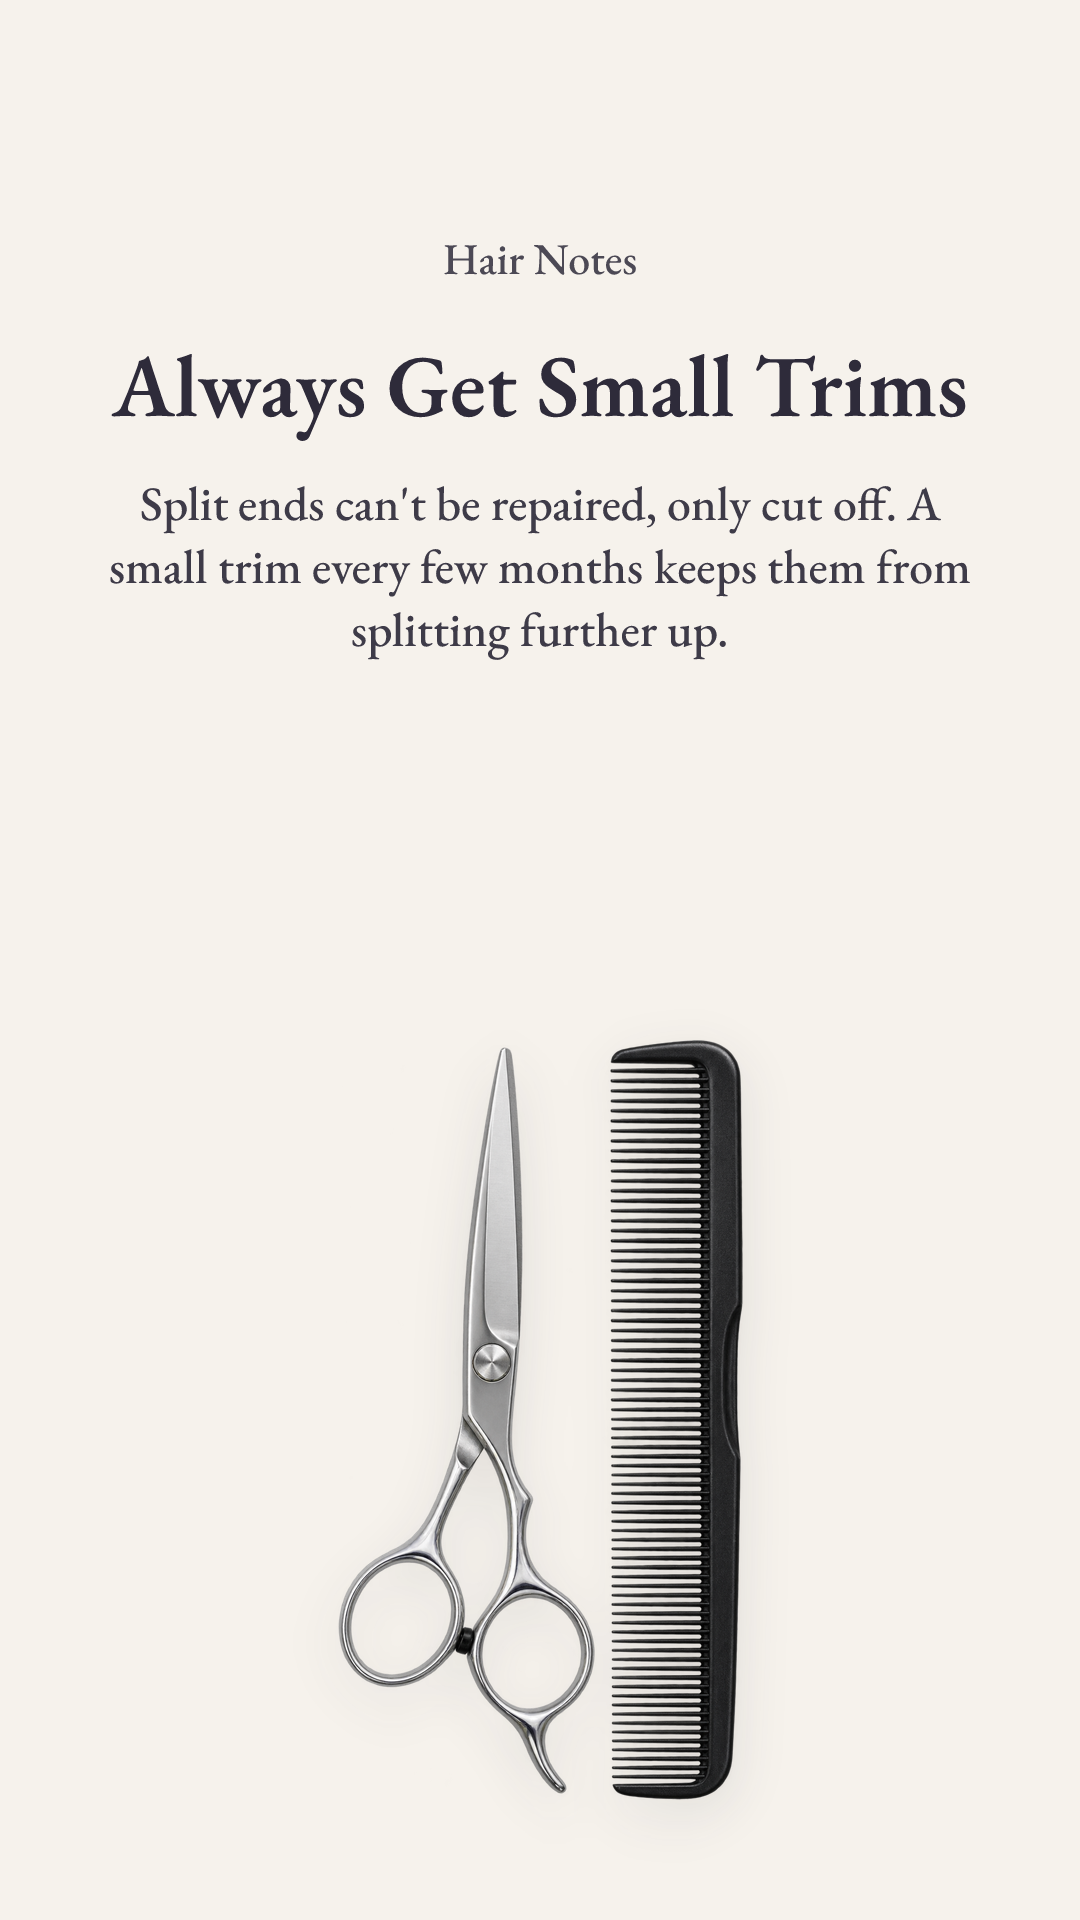 Hair Notes
Always Get Small Trims
Split ends can't be repaired, only cut off. A
small trim every few months keeps them from
splitting further up.